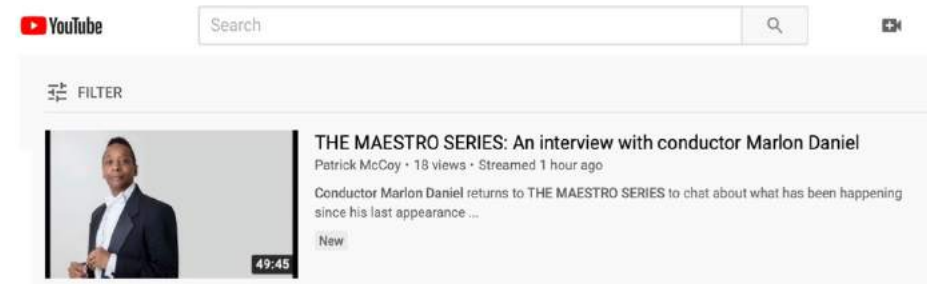 YouTube
Search
FILTER
THE MAESTRO SERIES: An interview with conductor Marlon Daniel
Patrick McCoy • 18 views • Streamed 1 hour ago
Conductor Marlon Daniel returns to THE MAESTRO SERIES to chat about what has been happening
since his last appearance ...
New
49:45